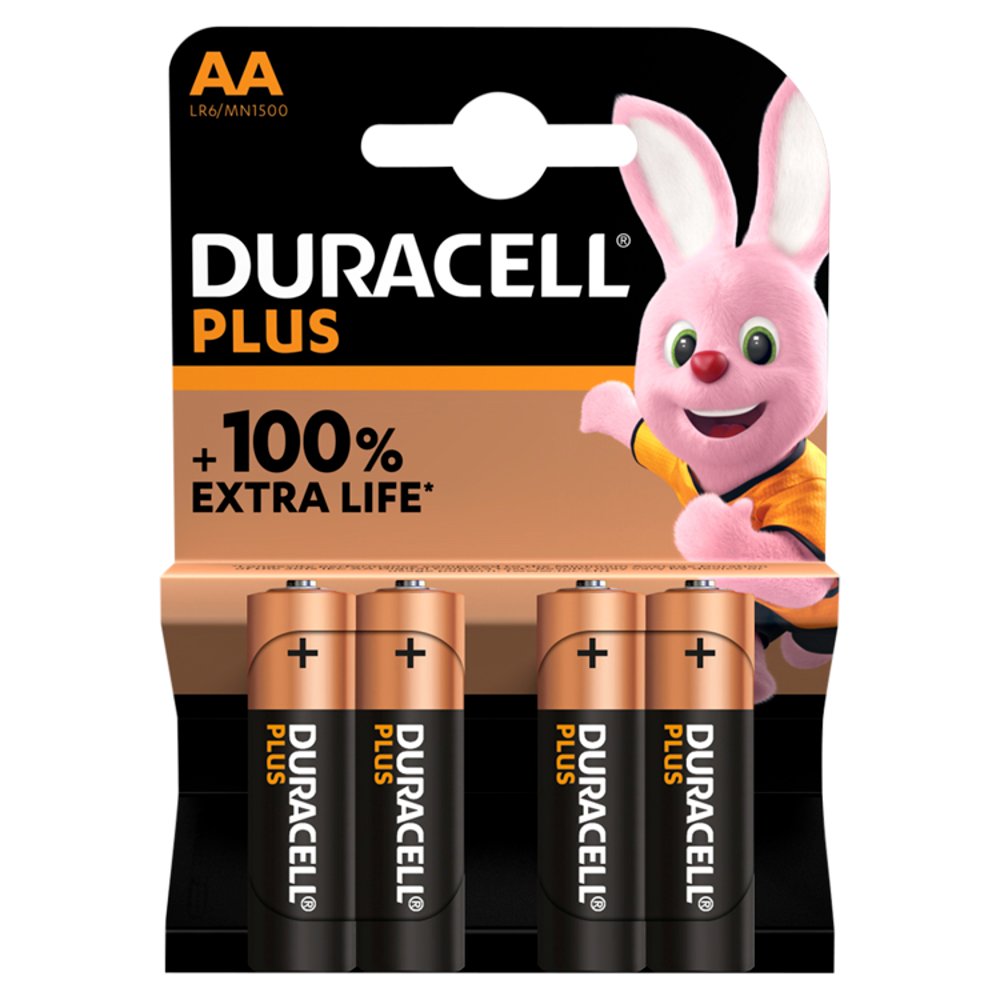 AA
LR6/MN1500
DURACELL®
PLUS
+100%
EXTRA LIFE*
+
+
+
+
DURACELL®
PLUS
DURACELL®
PLUS
DURACELL®
PLUS
DURACELL®
PLUS